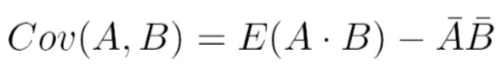 Cov(A, B) = E(A · B) − ĀB̄